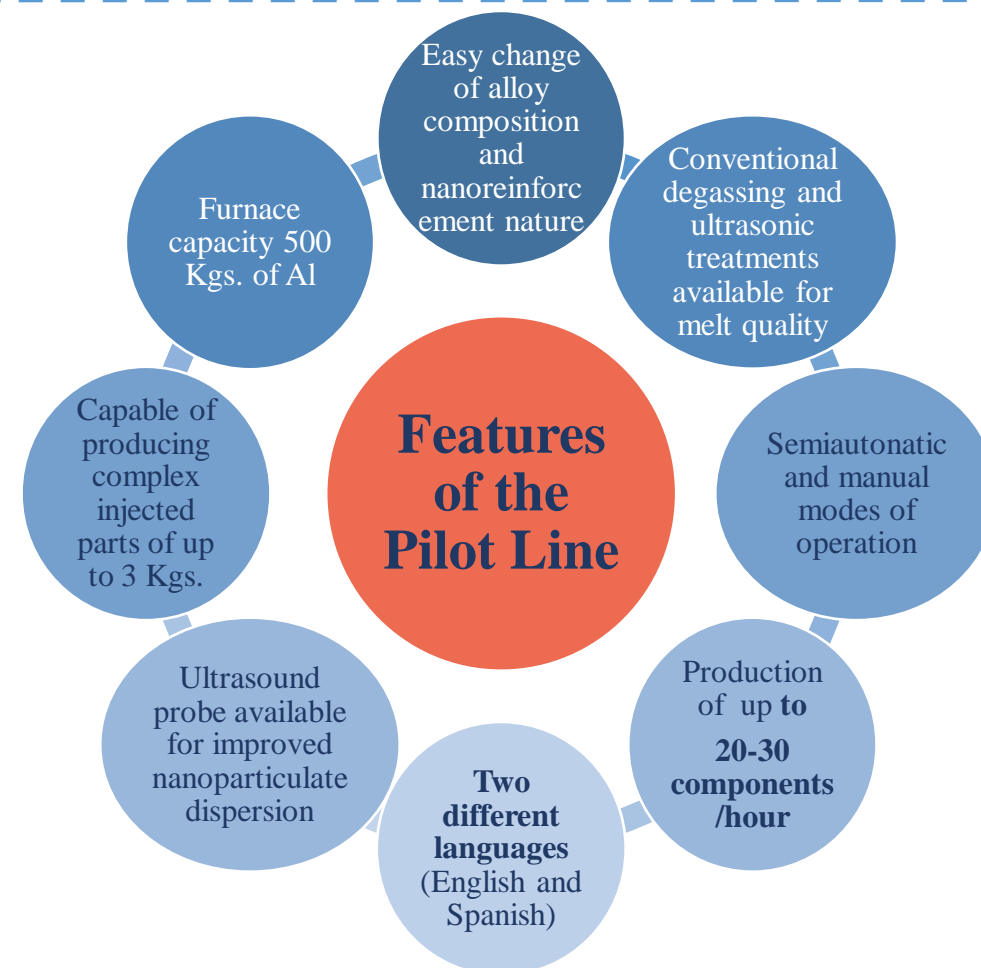 Easy change
of alloy
composition
and
nanoreinforc
ement nature
Conventional
degassing and
ultrasonic
treatments
available for
melt quality
Semiautonatic
and manual
modes of
operation
Production
of up to
20-30
components
/hour
Two
different
languages
(English and
Spanish)
Ultrasound
probe available
for improved
nanoparticulate
dispersion
Capable of
producing
complex
injected
parts of up
to 3 Kgs.
Furnace
capacity 500
Kgs. of Al
Features
of the
Pilot Line